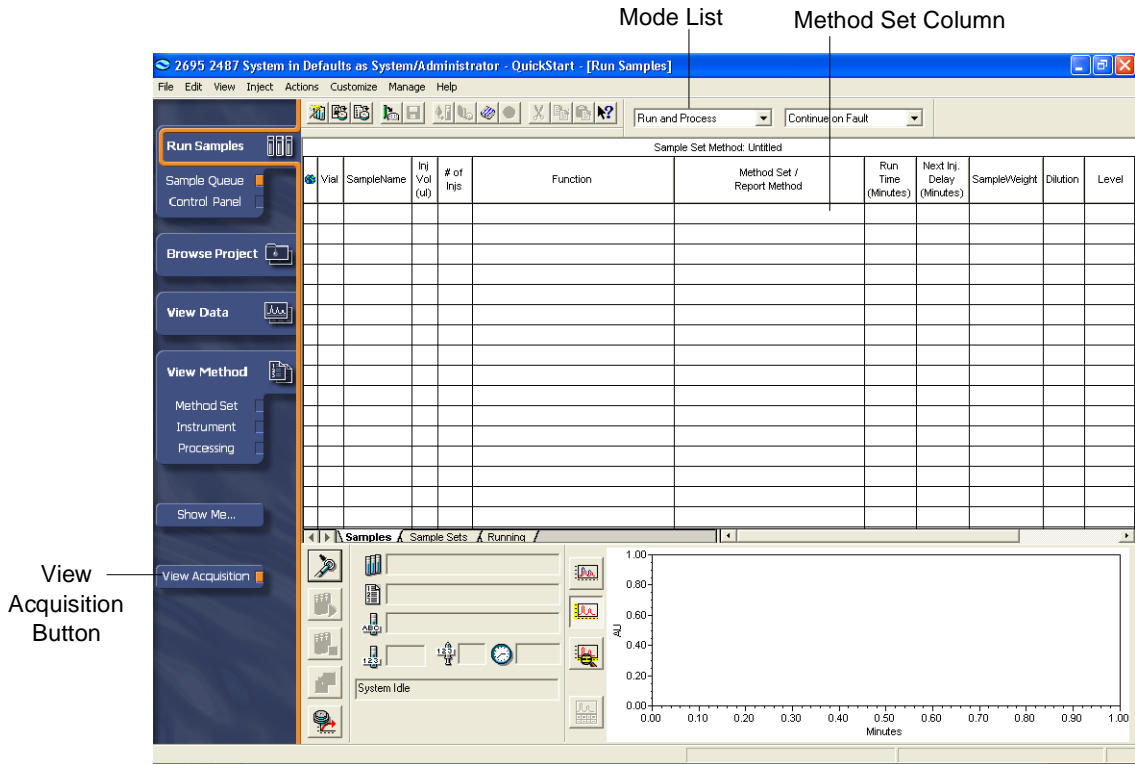 Mode List
Method Set Column
2695 2487 System in Defaults as System/Administrator - QuickStart - [Run Samples]
File Edit View Inject Actions Customize Manage Help
Run and Process
Continue on Fault
Run Samples
Sample Queue
Control Panel
Browse Project
View Data
View Method
Method Set
Instrument
Processing
Show Me...
View Acquisition
View
Acquisition
Button
Sample Set Method: Untitled
Vial
SampleName
Inj
Vol
(ul)
# of
Injs
Function
Method Set /
Report Method
Run
Time
(Minutes)
Next Inj.
Delay
(Minutes)
SampleWeight
Dilution
Level
Samples
Sample Sets
Running
System Idle
1.00
0.80
0.60
0.40
0.20
0.00
AU
0.00 0.10 0.20 0.30 0.40 0.50 0.60 0.70 0.80 0.90 1.00
Minutes